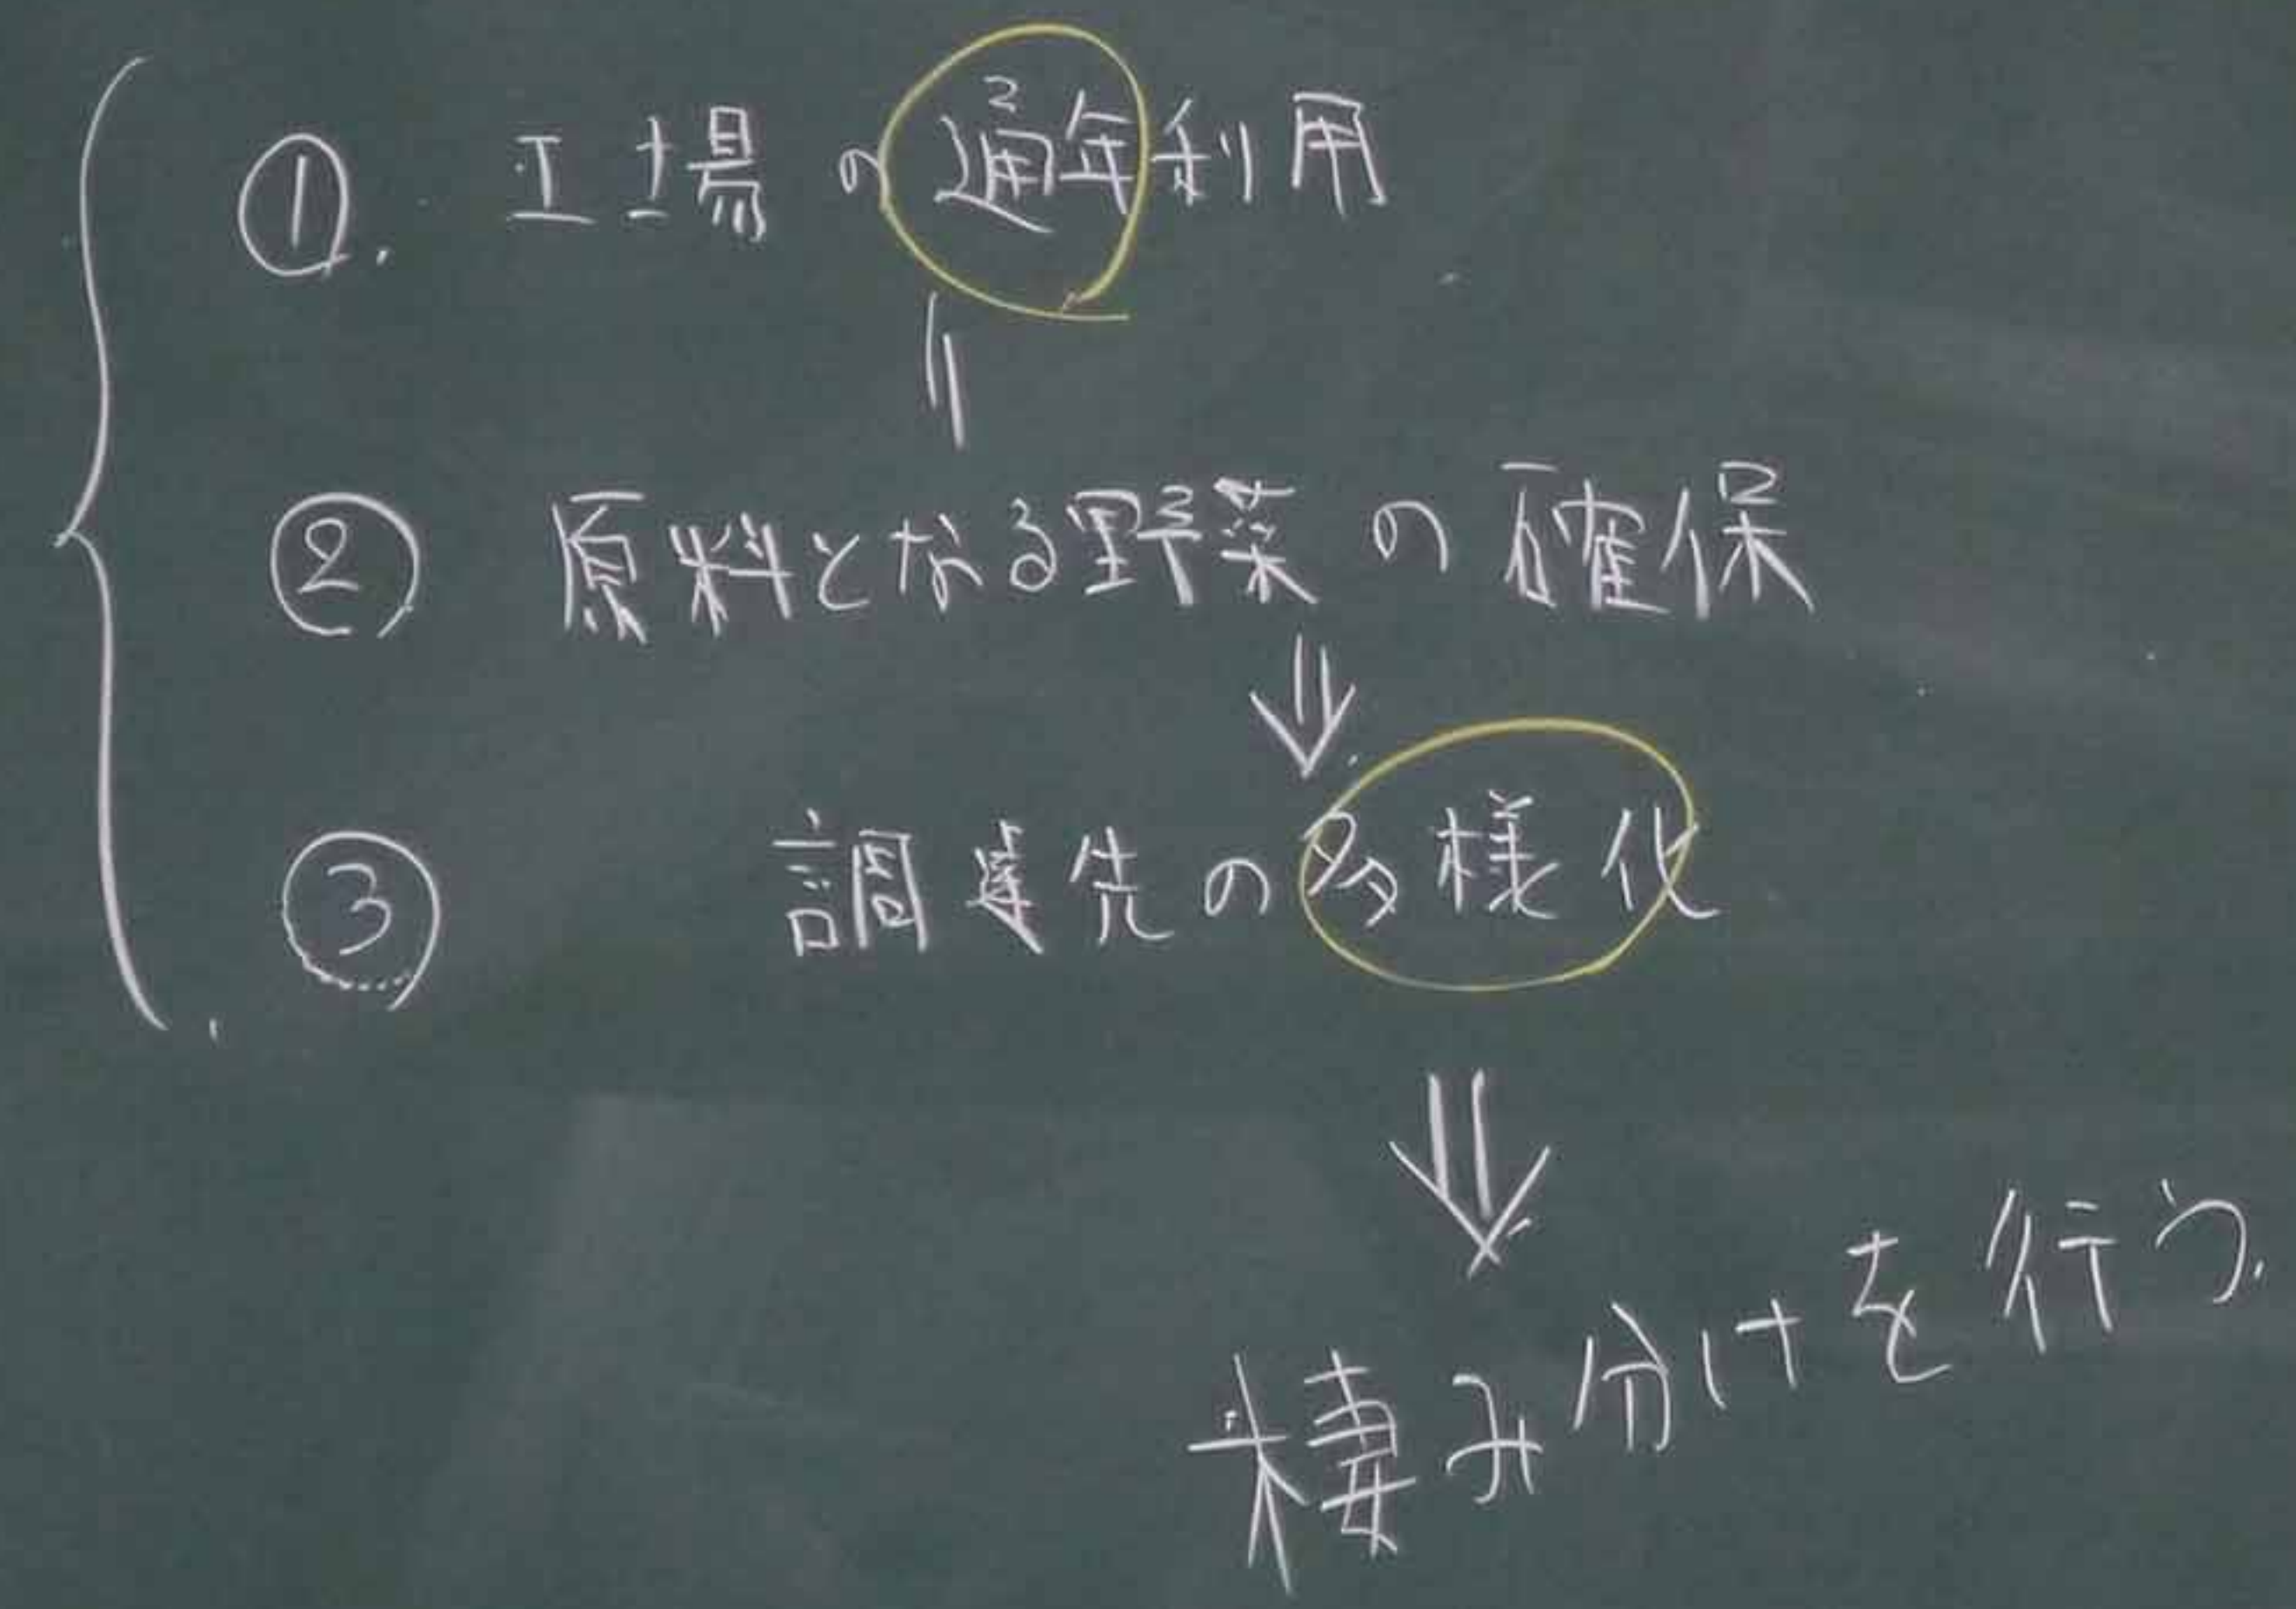 ①. 工場の通年利用
||
② 原料となる野菜の確保
⇓
③ 調達先の多様化
⇓
棲み分けを行う.